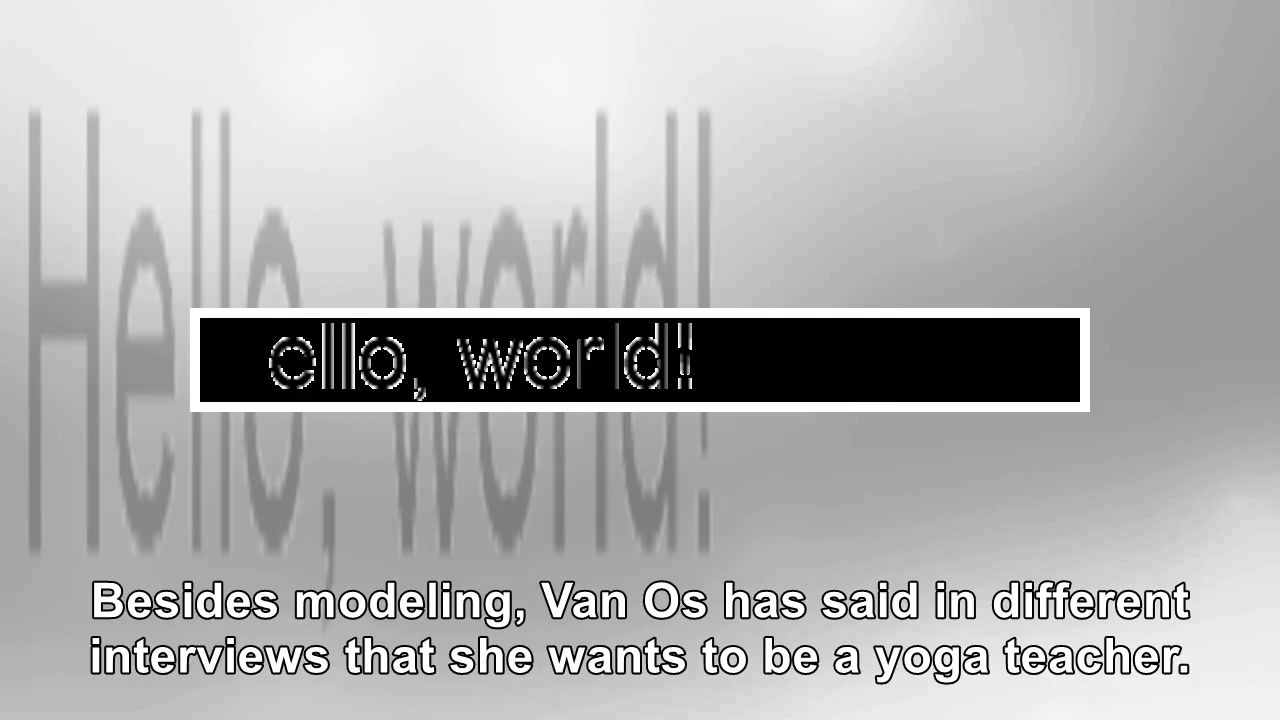 Hello, world!
ello, world!
Besides modeling, Van Os has said in different
interviews that she wants to be a yoga teacher.